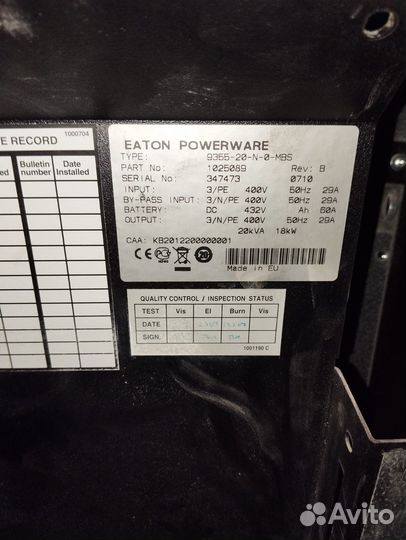 E RECORD 1000704
ed Bulletin number Date Installed
EATON POWERWARE
TYPE: 9355-20-N-0-MBS
PART No: 1025089 Rev: B
SERIAL No: 347473 0710
INPUT: 3/PE 400V 50Hz 29A
BY-PASS INPUT: 3/N/PE 400V 50Hz 29A
BATTERY: DC 432V Ah 60A
OUTPUT: 3/N/PE 400V 50Hz 29A
20kVA 18kW
CAA: KB2012200000001
CE
20
Made in EU
QUALITY CONTROL / INSPECTION STATUS
TEST Vis El Burn Vis
DATE
SIGN.
1001190 C
Avito